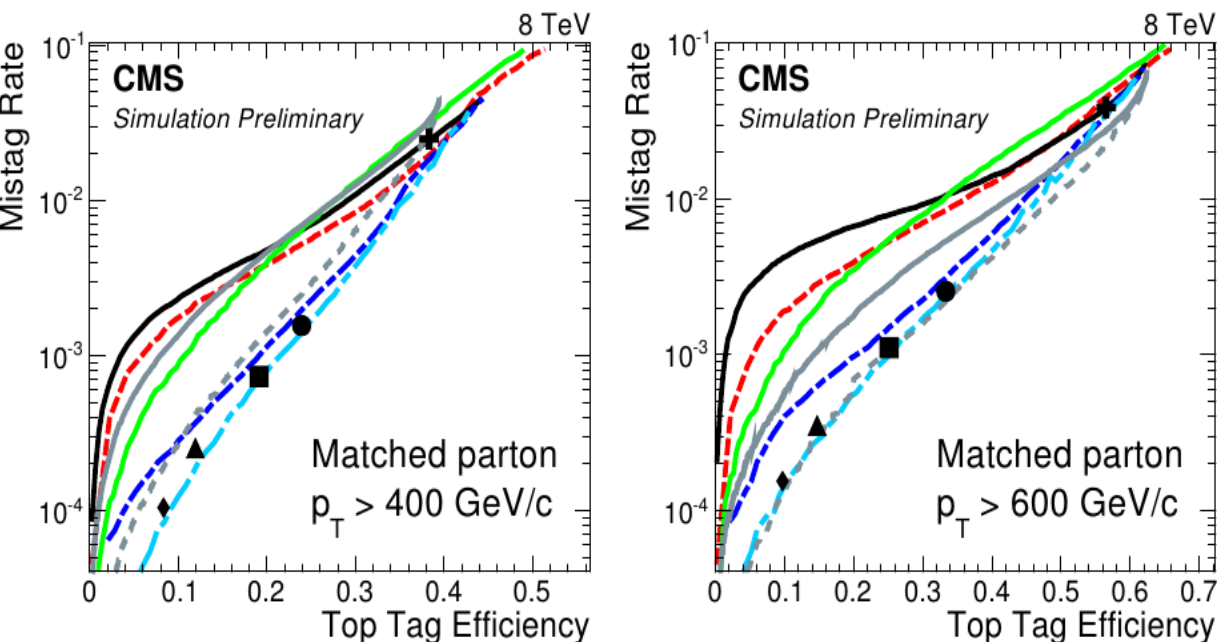 8 TeV
10-1
CMS
Simulation Preliminary
Mistag Rate
10-2
10-3
10-4
Matched parton
pT > 400 GeV/c
0 0.1 0.2 0.3 0.4 0.5
Top Tag Efficiency
8 TeV
10-1
CMS
Simulation Preliminary
Mistag Rate
10-2
10-3
10-4
Matched parton
pT > 600 GeV/c
0 0.1 0.2 0.3 0.4 0.5 0.6 0.7
Top Tag Efficiency